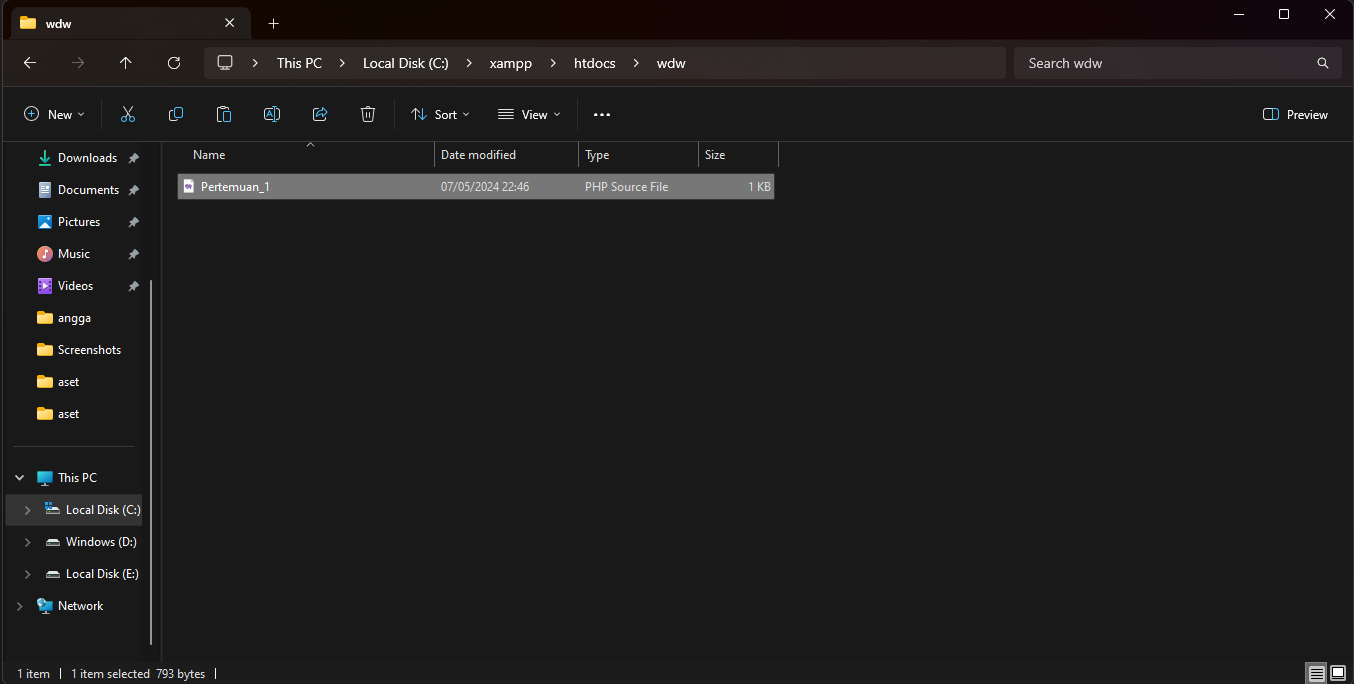 wdw
This PC > Local Disk (C:) > xampp > htdocs > wdw
Search wdw
New
Sort
View
Preview
Downloads
Documents
Pictures
Music
Videos
angga
Screenshots
aset
aset
This PC
Local Disk (C:)
Windows (D:)
Local Disk (E:)
Network
Name Date modified Type Size
Pertemuan_1 07/05/2024 22:46 PHP Source File 1 KB
1 item | 1 item selected 793 bytes |